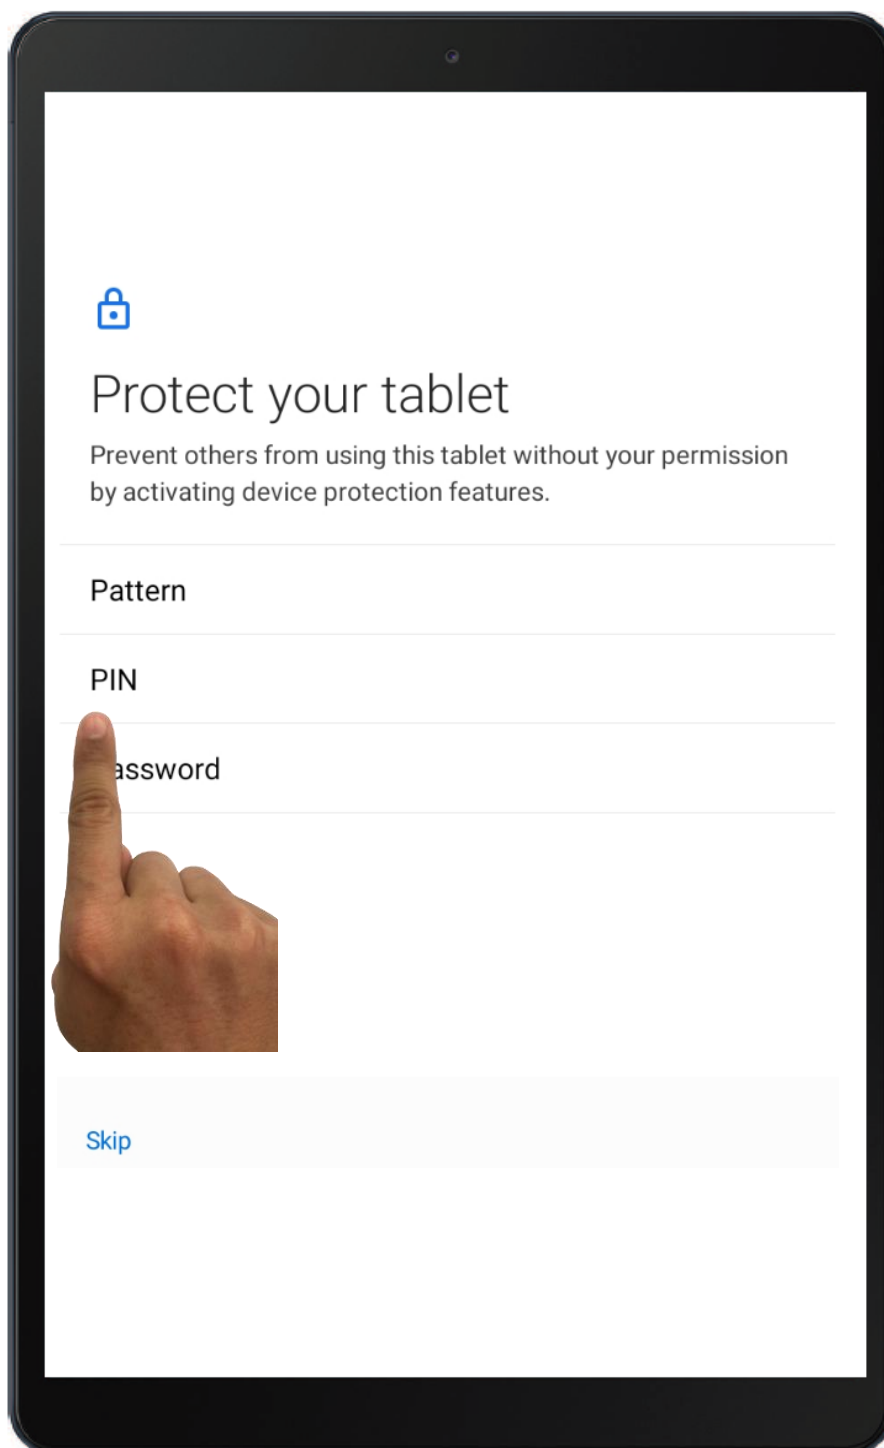 Protect your tablet
Prevent others from using this tablet without your permission
by activating device protection features.
Pattern
PIN
assword
Skip